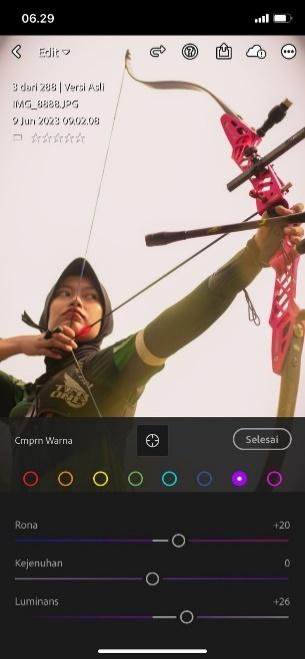 06.29
Edit
3 dari 288 | Versi Asli
IMG_8888.JPG
9 Jun 2023 09.02.08
Cmprn Warna
Selesai
Rona +20
Kejenuhan 0
Luminans +26